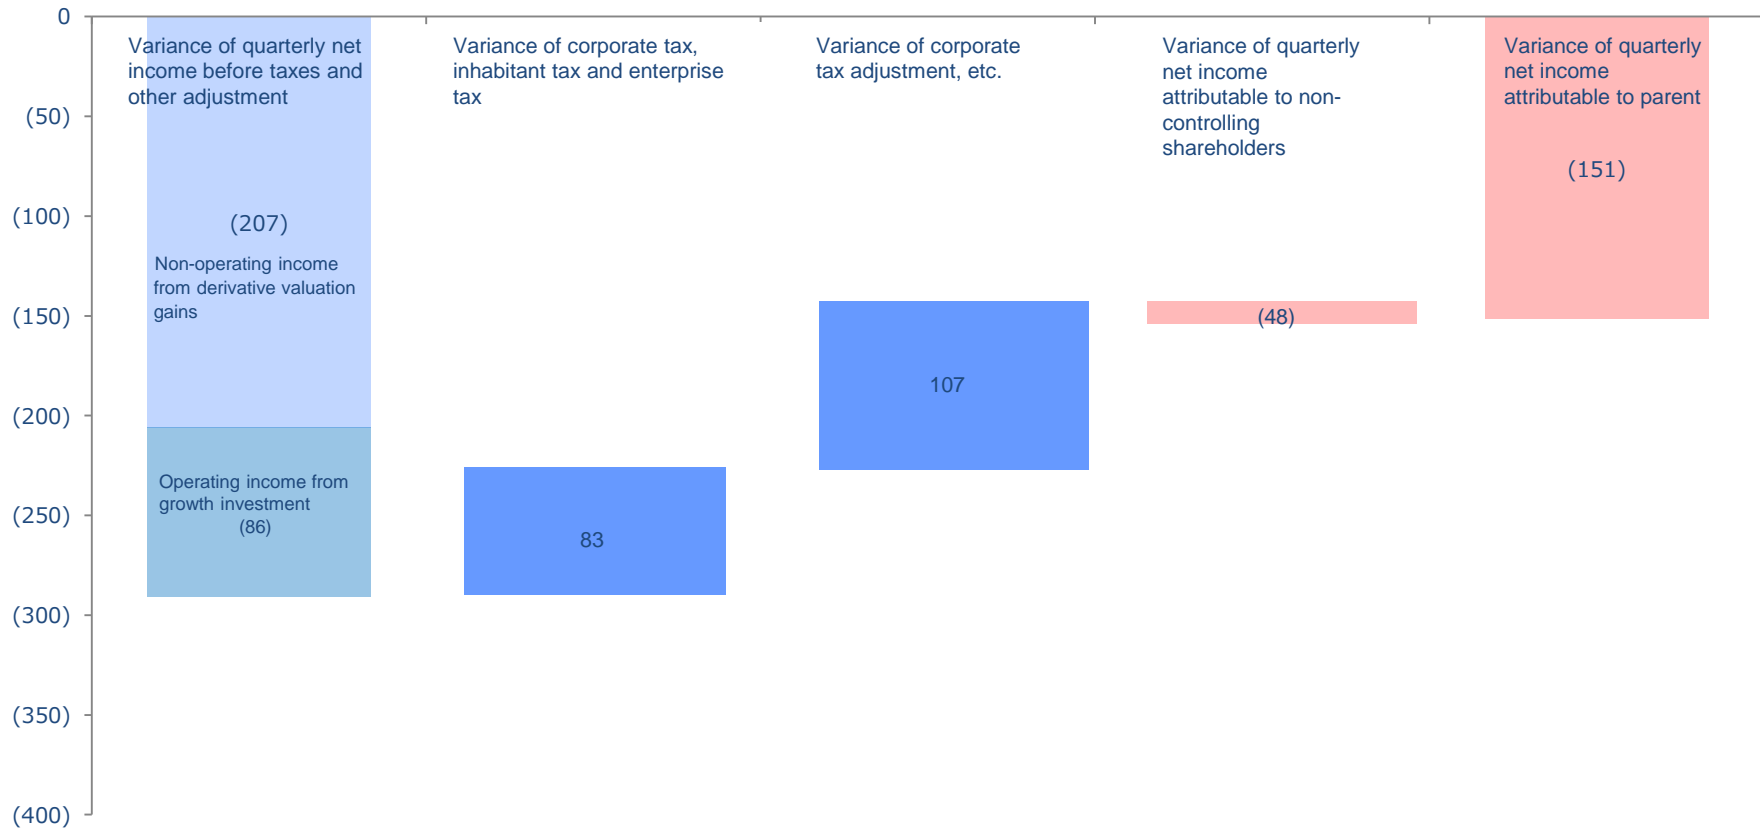 0
(50)
(100)
(150)
(200)
(250)
(300)
(350)
(400)
Variance of quarterly net
income before taxes and
other adjustment
(207)
Non-operating income
from derivative valuation
gains
Operating income from
growth investment
(86)
Variance of corporate tax,
inhabitant tax and enterprise
tax
83
Variance of corporate
tax adjustment, etc.
107
Variance of quarterly
net income
attributable to non-
controlling
shareholders
(48)
Variance of quarterly
net income
attributable to parent
(151)